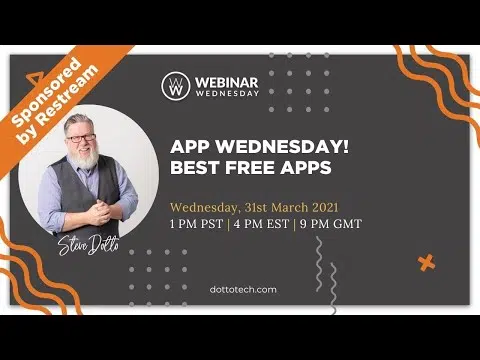 Sponsored
by Restream
W
WEBINAR
WEDNESDAY
APP WEDNESDAY!
BEST FREE APPS
Wednesday, 31st March 2021
1 PM PST | 4 PM EST | 9 PM GMT
Steve Dotto
dottotech.com